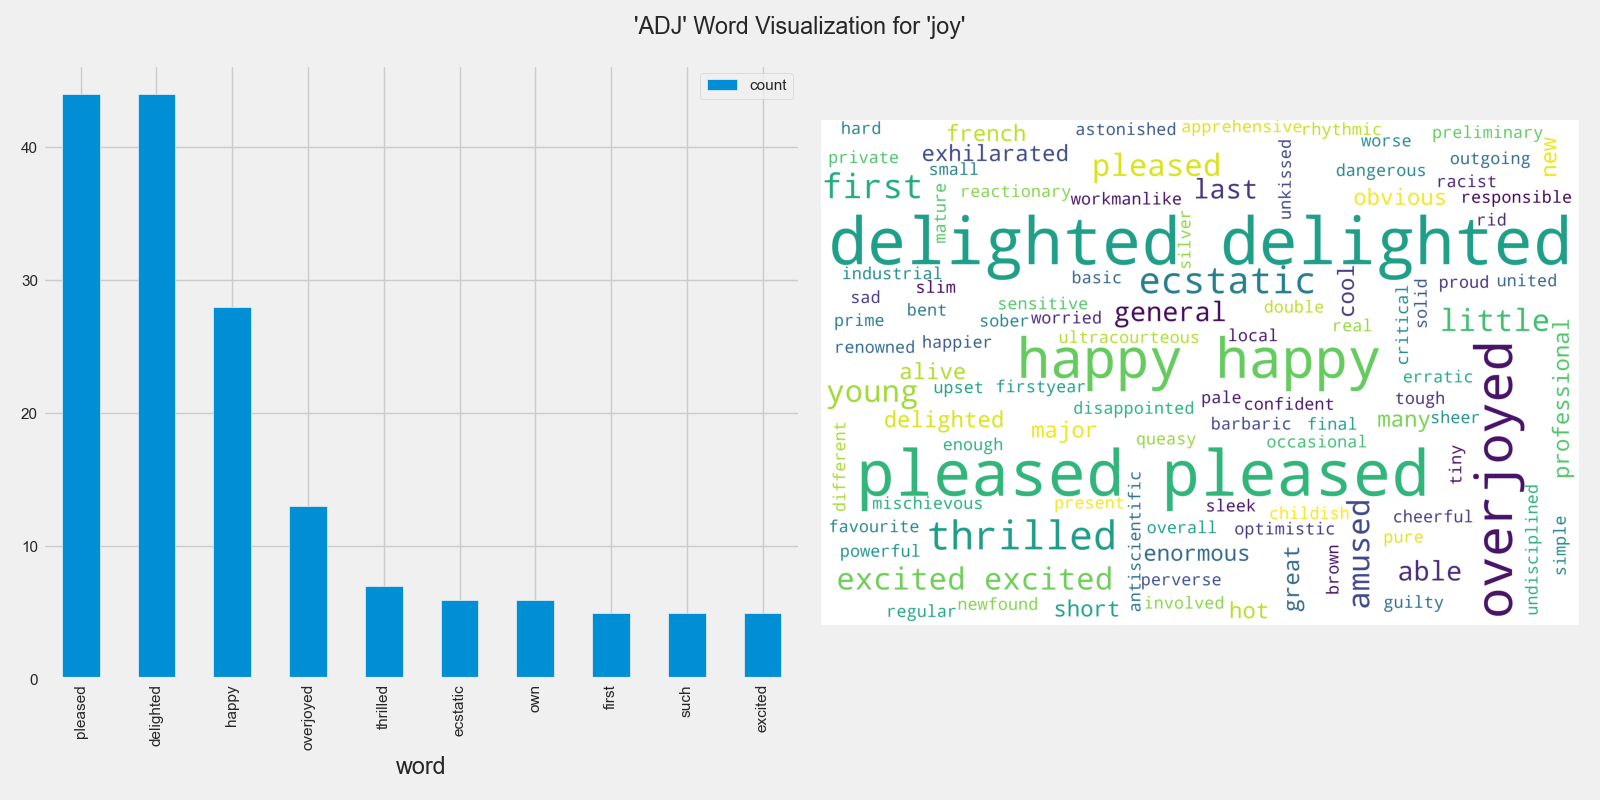 'ADJ' Word Visualization for 'joy'
count
40
30
20
10
0
pleased
delighted
happy
overjoyed
thrilled
ecstatic
own
first
such
excited
word
hard
french
astonished
apprehensive
rhythmic
preliminary
private
exhilarated
pleased
worse
outgoing
new
small
dangerous
racist
first
reactionary
workmanlike
last
unkissed
obvious
responsible
mature
silver
rid
delighted delighted
industrial
basic
ecstatic
cool
solid
proud
united
slim
sad
bent
sensitive
general
double
critical
little
prime
sober
worried
real
renowned
happier
ultracourteous
local
happy happy
alive
young
upset
firstyear
erratic
professional
overjoyed
pale
confident
tough
disappointed
delighted
major
barbaric
final
many
sheer
different
enough
queasy
occasional
pleased pleased
tiny
mischievous
present
antiscientific
sleek
childish
amused
cheerful
undisciplined
favourite
thrilled
overall
optimistic
simple
powerful
enormous
pure
excited excited
perverse
great
brown
able
regular
newfound
short
involved
hot
guilty